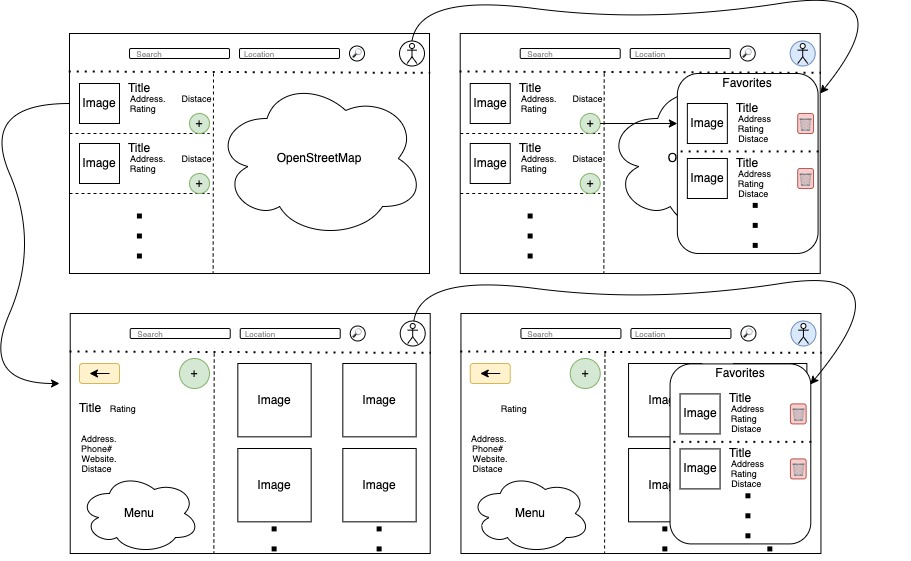 Search
Location
Title
Image
Address. Distace
Rating
+
Title
Image
Address. Distace
Rating
+
OpenStreetMap
Search
Location
Title
Image
Address. Distace
Rating
+
Title
Image
Address. Distace
Rating
+
O
Favorites
Image
Title
Address
Rating
Distace
Image
Title
Address
Rating
Distace
Search
Location
+
Title Rating
Address.
Phone#
Website.
Distace
Menu
Image
Image
Image
Image
Search
Location
+
Rating
Address.
Phone#
Website.
Distace
Menu
Ima
Ima
Favorites
Image
Title
Address
Rating
Distace
Image
Title
Address
Rating
Distace